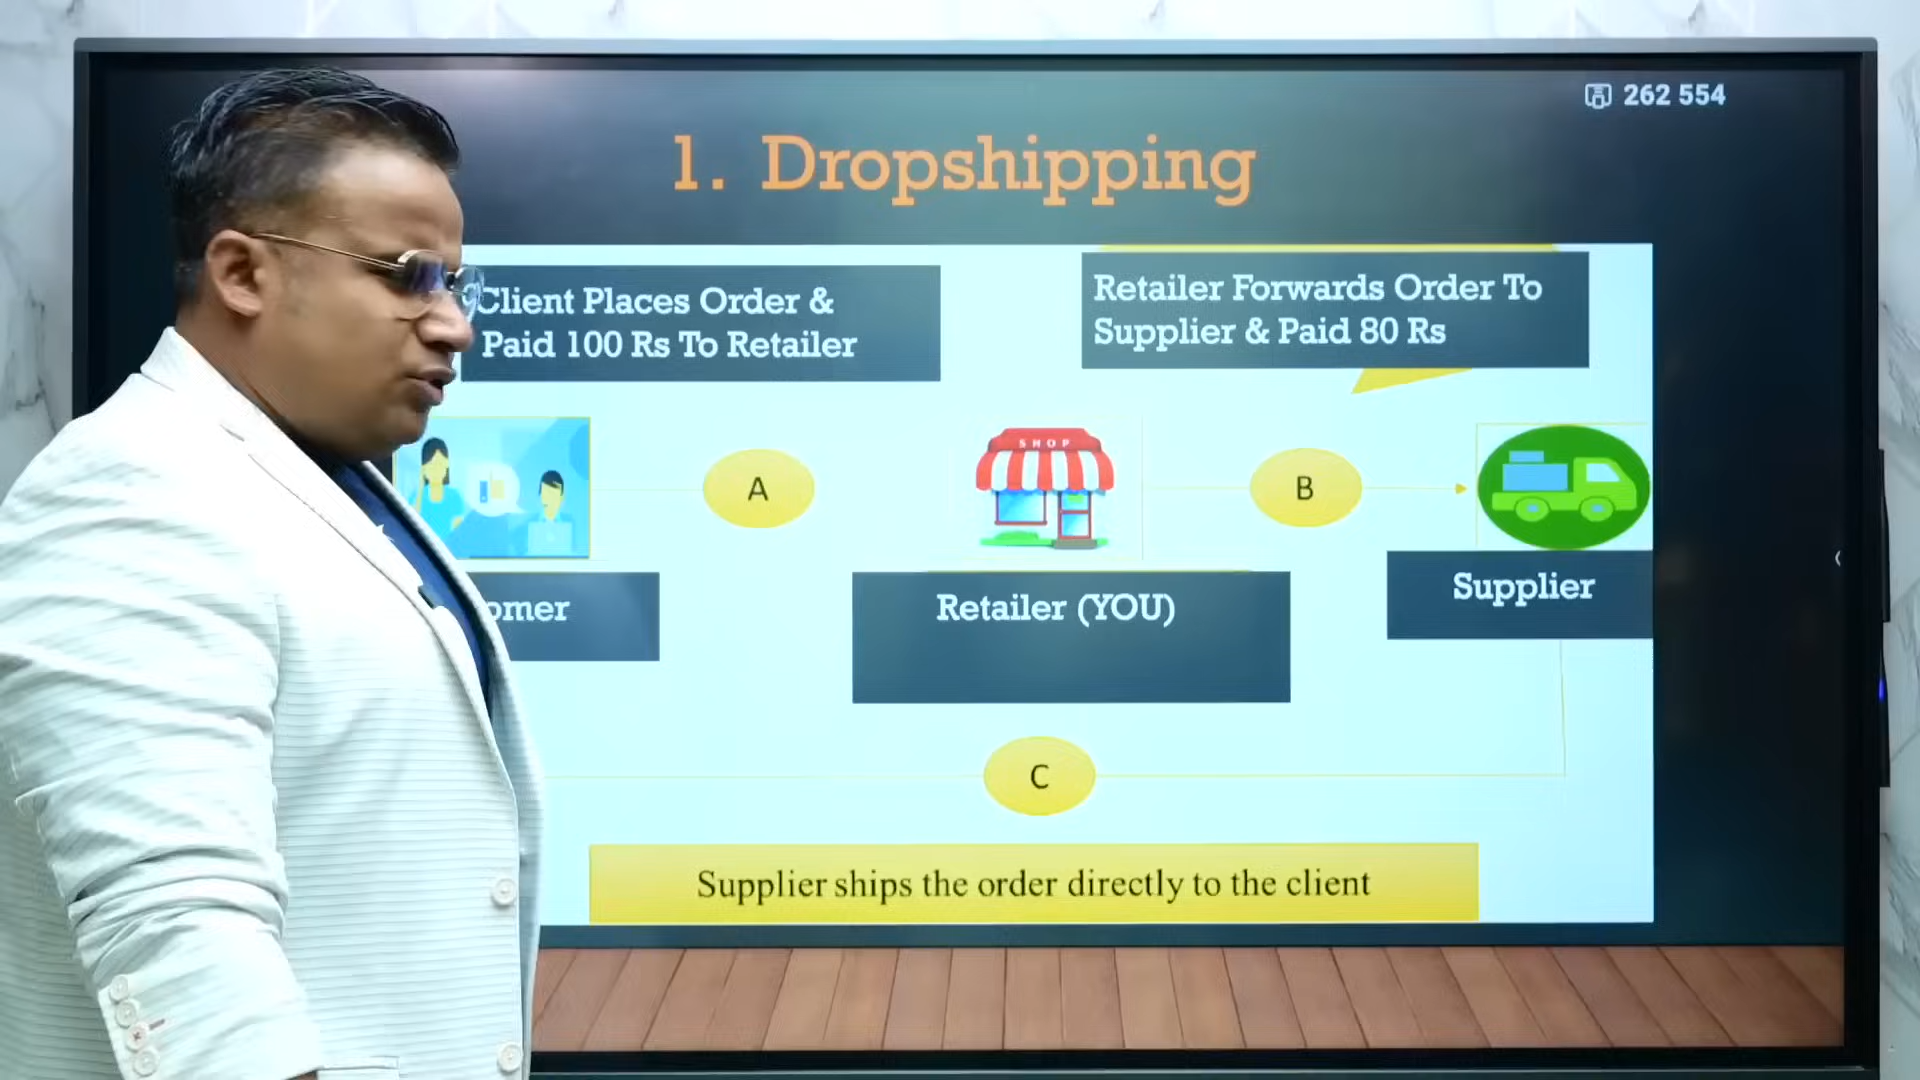 262 554
1. Dropshipping
Client Places Order &
Paid 100 Rs To Retailer
Retailer Forwards Order To
Supplier & Paid 80 Rs
SHOP
A
B
Retailer (YOU)
Supplier
C
Supplier ships the order directly to the client